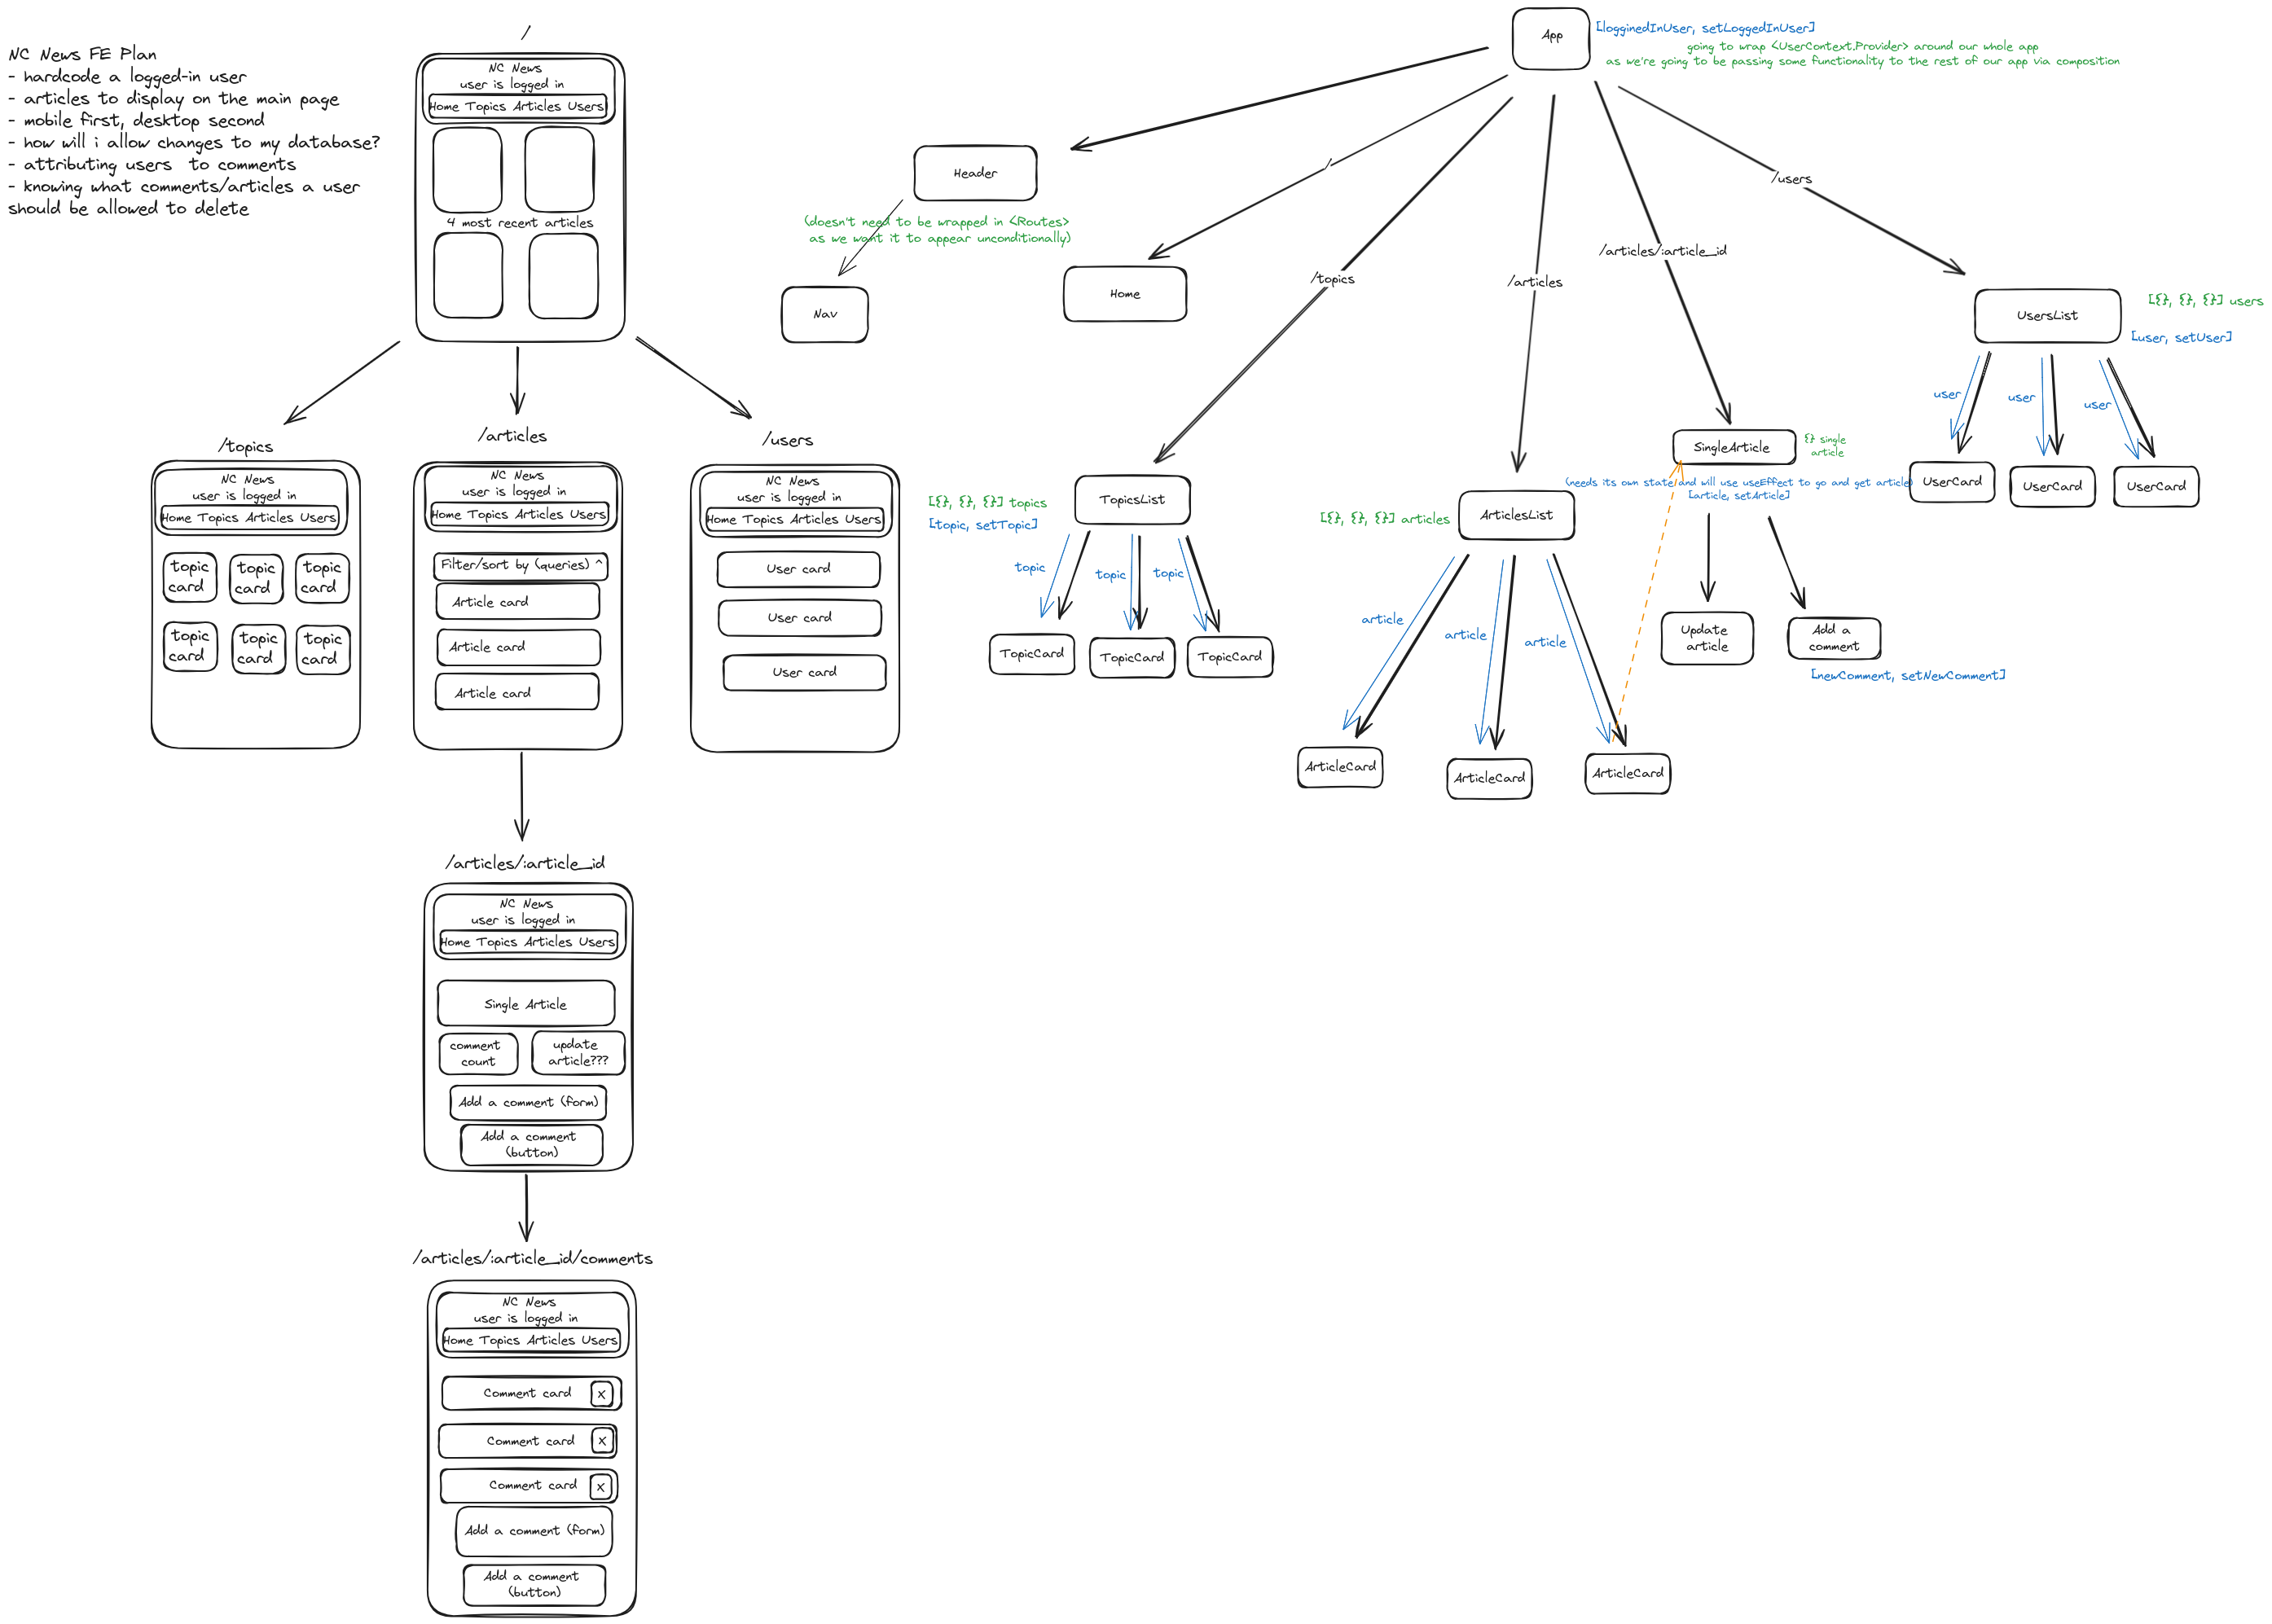 NC News FE Plan
- hardcode a logged-in user
- articles to display on the main page
- mobile first, desktop second
- how will i allow changes to my database?
- attributing users to comments
- knowing what comments/articles a user
should be allowed to delete
/
NC News
user is logged in
Home Topics Articles Users
4 most recent articles
/topics
NC News
user is logged in
Home Topics Articles Users
topic
card
topic
card
topic
card
topic
card
topic
card
topic
card
/articles
NC News
user is logged in
Home Topics Articles Users
Filter/sort by (queries) ^
Article card
Article card
Article card
/users
NC News
user is logged in
Home Topics Articles Users
User card
User card
User card
/articles/:article_id
NC News
user is logged in
Home Topics Articles Users
Single Article
comment
count
update
article???
Add a comment (form)
Add a comment
(button)
/articles/:article_id/comments
NC News
user is logged in
Home Topics Articles Users
Comment card
x
Comment card
x
Comment card
x
Add a comment (form)
Add a comment
(button)
App
[logginedInUser, setLoggedInUser]
going to wrap <UserContext.Provider> around our whole app
as we're going to be passing some functionality to the rest of our app via composition
Header
(doesn't need to be wrapped in <Routes>
as we want it to appear unconditionally)
Nav
/
Home
/topics
[{}, {}, {}] topics
[topic, setTopic]
TopicsList
topic
topic
topic
TopicCard
TopicCard
TopicCard
/articles
[{}, {}, {}] articles
ArticlesList
article
article
article
ArticleCard
ArticleCard
ArticleCard
/articles/:article_id
SingleArticle
{} single
article
(needs its own state and will use useEffect to go and get article)
[article, setArticle]
Update
article
Add a
comment
[newComment, setNewComment]
/users
UsersList
[{}, {}, {}] users
[user, setUser]
user
user
user
UserCard
UserCard
UserCard